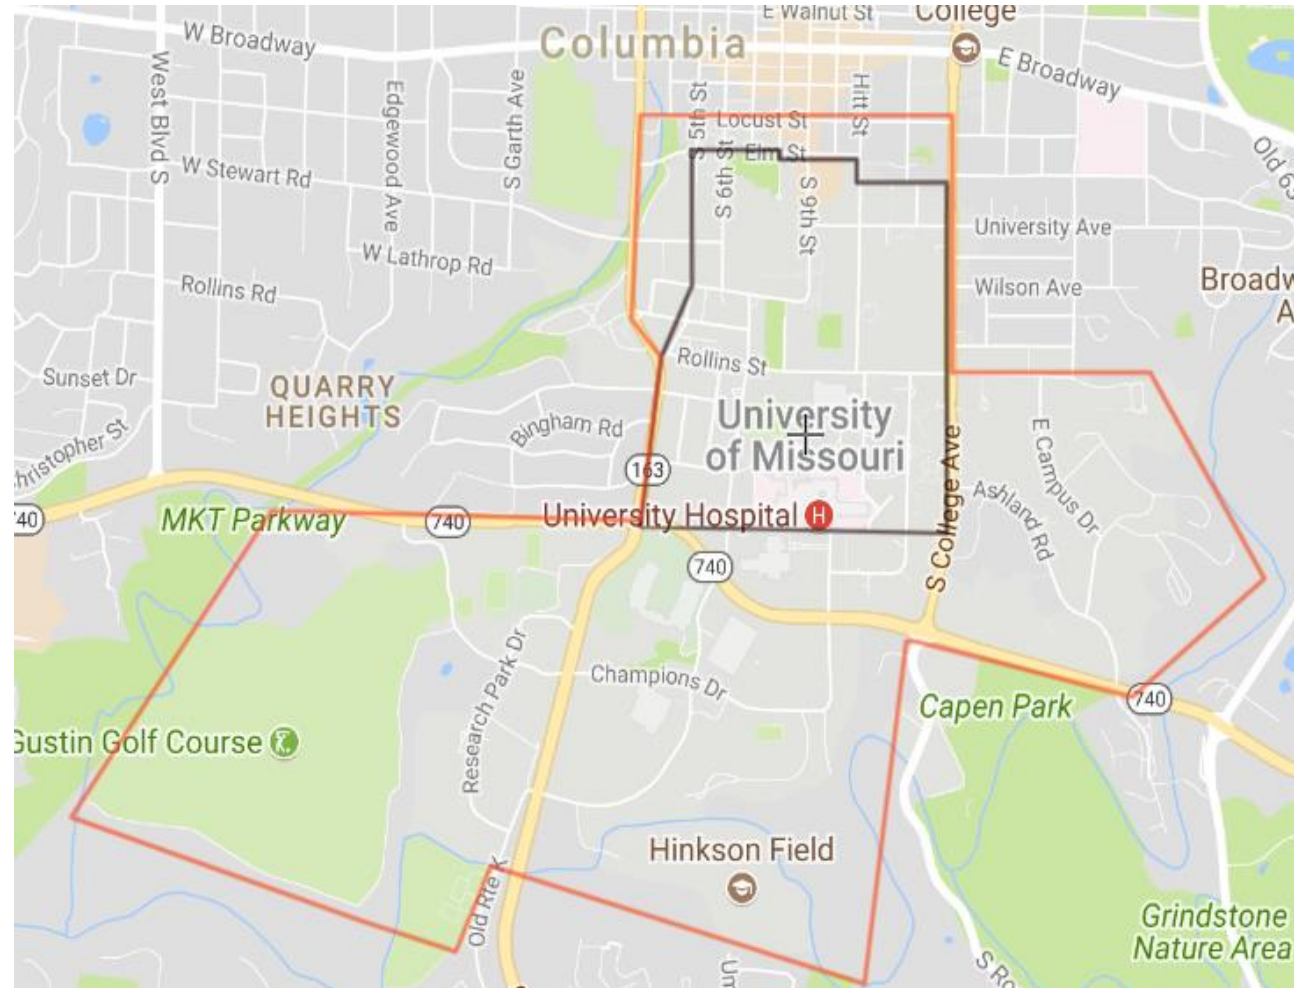 E Walnut St
College
W Broadway
Columbia
E Broadway
West Blvd S
Edgewood Ave
S Garth Ave
S 5th St
Hitt St
Locust St
Elm St
Old 63
W Stewart Rd
S 6th St
S 9th St
University Ave
W Lathrop Rd
Rollins Rd
Wilson Ave
Broadw
A
Rollins St
Sunset Dr
QUARRY
HEIGHTS
University
of Missouri
Bingham Rd
hristopher St
E Campus Dr
163
S College Ave
Ashland Rd
40
MKT Parkway
740
University Hospital
H
740
Research Park Dr
Champions Dr
Capen Park
740
Gustin Golf Course
Hinkson Field
Old Rte K
Grindstone
Nature Area
S Ro
Um